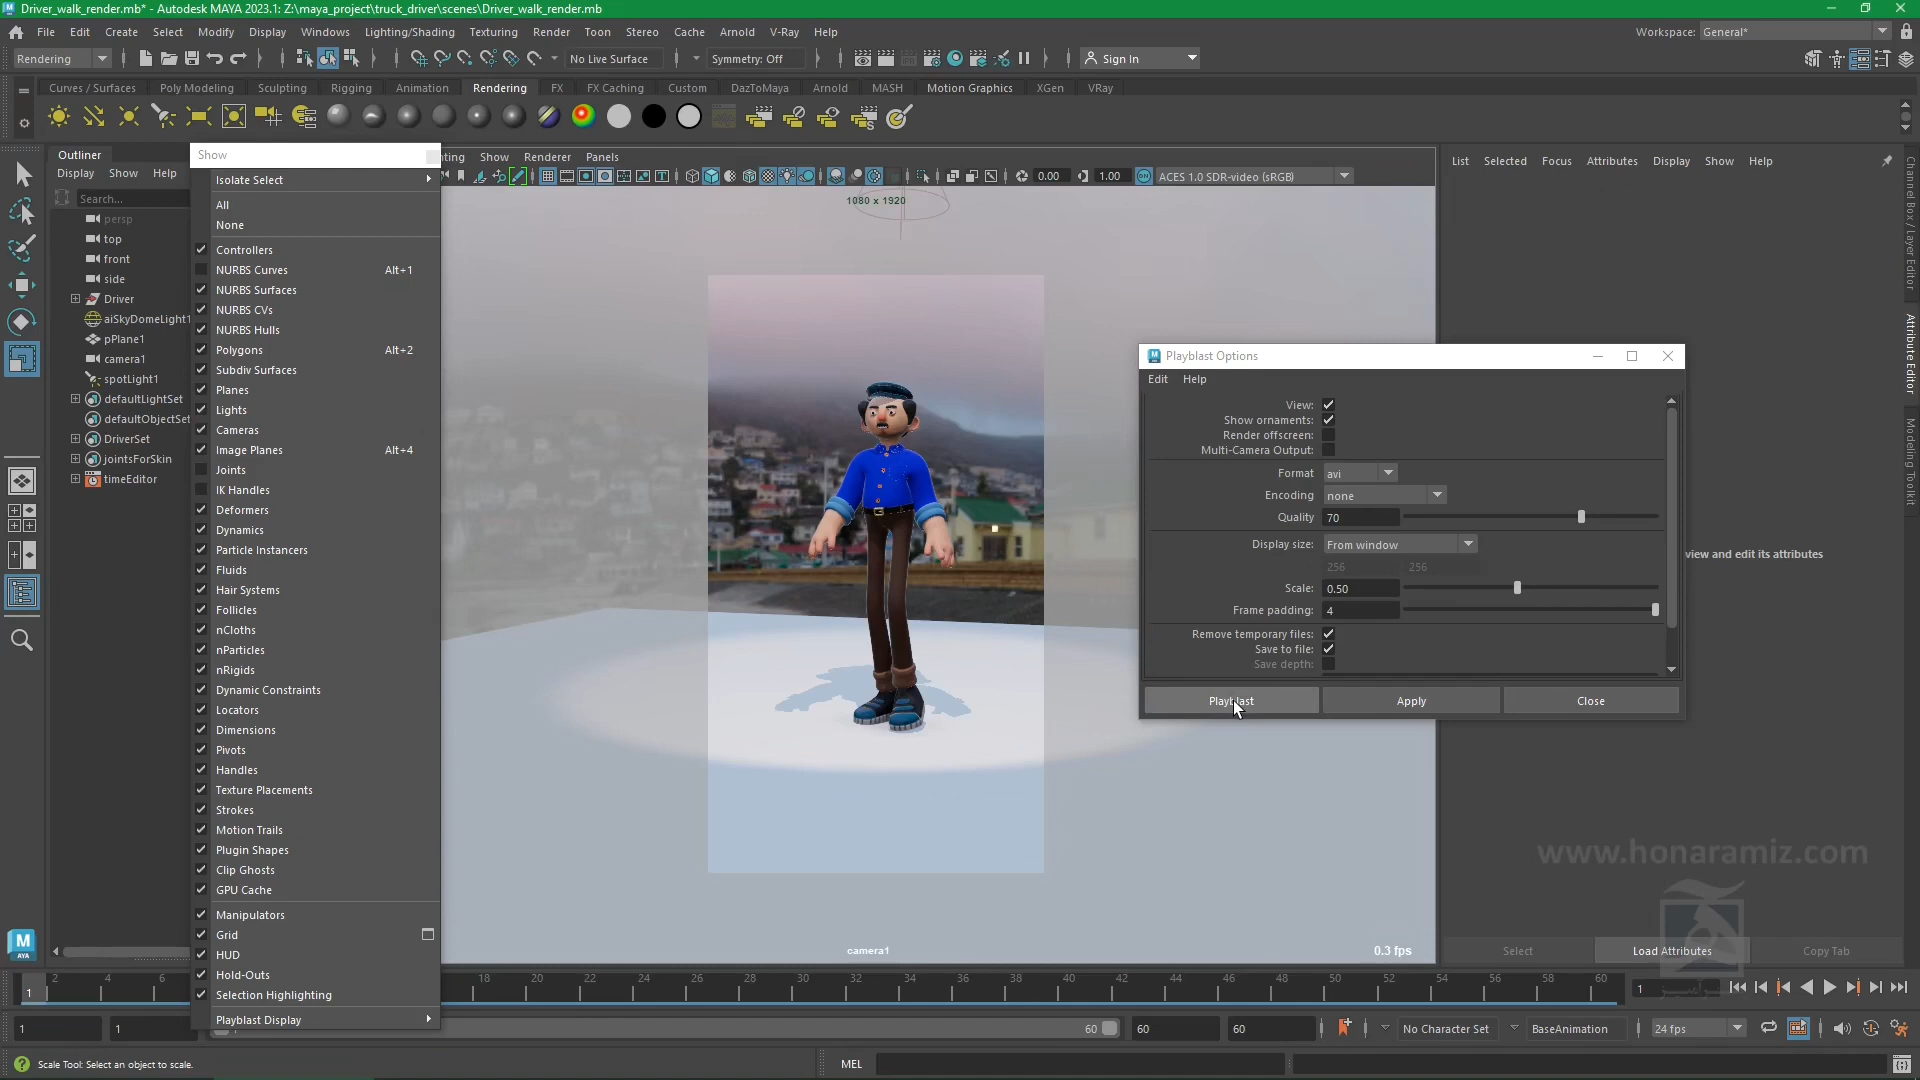 Driver_walk_render.mb* - Autodesk MAYA 2023.1: Z:\maya_project\truck_driver\scenes\Driver_walk_render.mb
File Edit Create Select Modify Display Windows Lighting/Shading Texturing Render Toon Stereo Cache Arnold V-Ray Help
Workspace: General*
Rendering
No Live Surface
Symmetry: Off
Sign In
Curves / Surfaces Poly Modeling Sculpting Rigging Animation Rendering FX FX Caching Custom DazToMaya Arnold MASH Motion Graphics XGen VRay
Outliner
Display Show Help
Search...
persp
top
front
side
Driver
aiSkyDomeLight1
pPlane1
camera1
spotLight1
defaultLightSet
defaultObjectSet
DriverSet
jointsForSkin
timeEditor
Show
Isolate Select
All
None
Controllers
NURBS Curves Alt+1
NURBS Surfaces
NURBS CVs
NURBS Hulls
Polygons Alt+2
Subdiv Surfaces
Planes
Lights
Cameras
Image Planes Alt+4
Joints
IK Handles
Deformers
Dynamics
Particle Instancers
Fluids
Hair Systems
Follicles
nCloths
nParticles
nRigids
Dynamic Constraints
Locators
Dimensions
Pivots
Handles
Texture Placements
Strokes
Motion Trails
Plugin Shapes
Clip Ghosts
GPU Cache
Manipulators
Grid
HUD
Hold-Outs
Selection Highlighting
Playblast Display
ting Show Renderer Panels
0.00 1.00 ACES 1.0 SDR-video (sRGB)
1080 x 1920
camera1
0.3 fps
Playblast Options
Edit Help
View:
Show ornaments:
Render offscreen:
Multi-Camera Output:
Format avi
Encoding none
Quality 70
Display size: From window
256 256
Scale: 0.50
Frame padding: 4
Remove temporary files:
Save to file:
Save depth:
Playblast Apply Close
List Selected Focus Attributes Display Show Help
view and edit its attributes
Channel Box / Layer Editor
Attribute Editor
Modeling Toolkit
www.honaramiz.com
Select Load Attributes Copy Tab
2 4 6 18 20 22 24 26 28 30 32 34 36 38 40 42 44 46 48 50 52 54 56 58 60
1
1
1 1 60 60 60 No Character Set BaseAnimation 24 fps
M
AYA
Scale Tool: Select an object to scale.
MEL